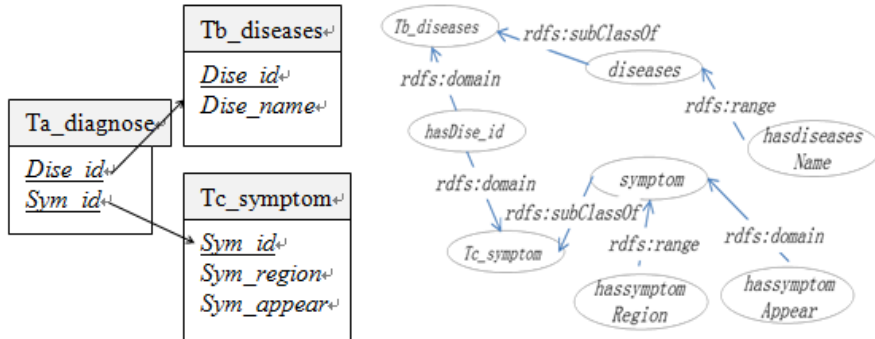 Tb_diseases
Dise_id
Dise_name
Ta_diagnose
Dise_id
Sym_id
Tc_symptom
Sym_id
Sym_region
Sym_appear
Tb_diseases
rdfs:subClassOf
diseases
rdfs:domain
rdfs:range
hasDise_id
hasdiseases
Name
rdfs:domain
symptom
rdfs:subClassOf
Tc_symptom
rdfs:range
rdfs:domain
hassymptom
Region
hassymptom
Appear